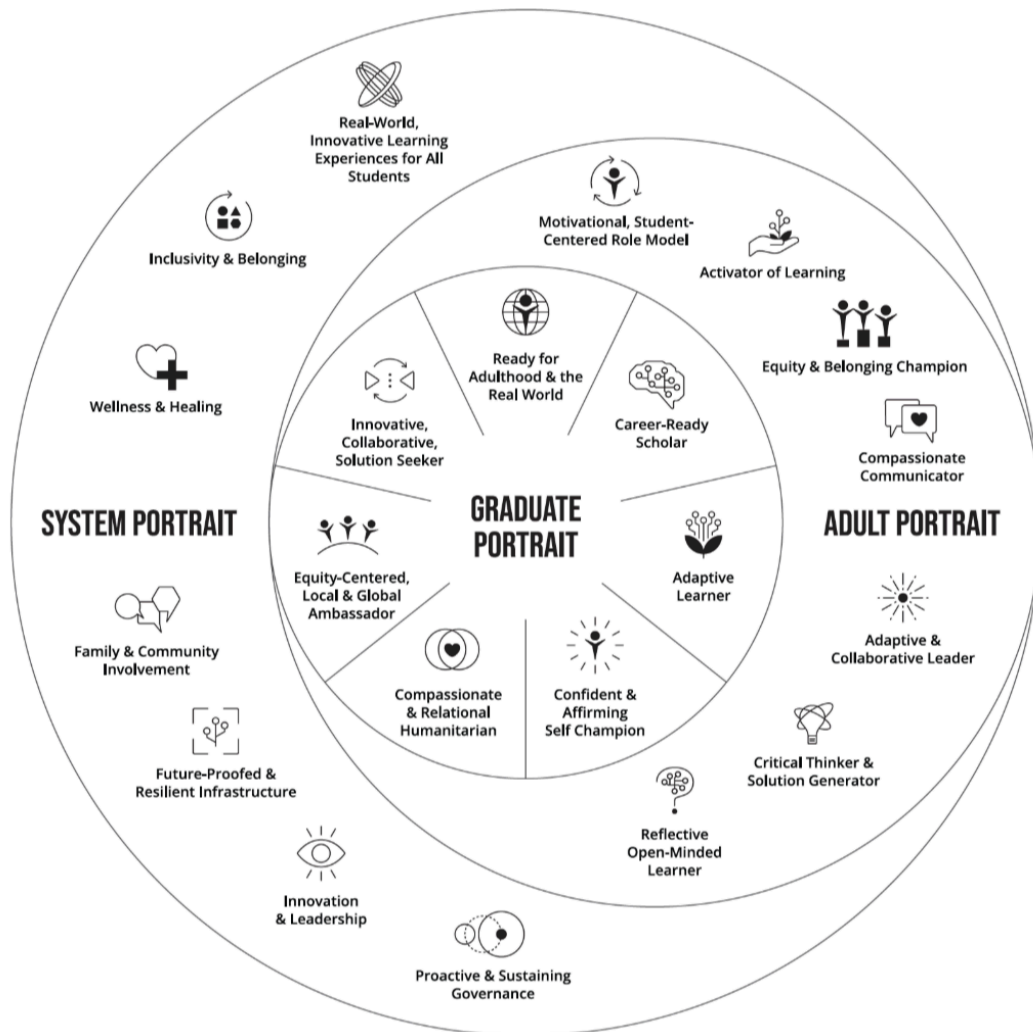 Real-World,
Innovative Learning
Experiences for All
Students
Inclusivity & Belonging
Wellness & Healing
SYSTEM PORTRAIT
Family & Community
Involvement
Future-Proofed &
Resilient Infrastructure
Innovation
& Leadership
Proactive & Sustaining
Governance
Motivational, Student-
Centered Role Model
Activator of Learning
Equity & Belonging Champion
Compassionate
Communicator
ADULT PORTRAIT
Adaptive &
Collaborative Leader
Critical Thinker &
Solution Generator
Reflective
Open-Minded
Learner
Ready for
Adulthood & the
Real World
Career-Ready
Scholar
Adaptive
Learner
Confident &
Affirming
Self Champion
Compassionate
& Relational
Humanitarian
Equity-Centered,
Local & Global
Ambassador
Innovative,
Collaborative,
Solution Seeker
GRADUATE
PORTRAIT